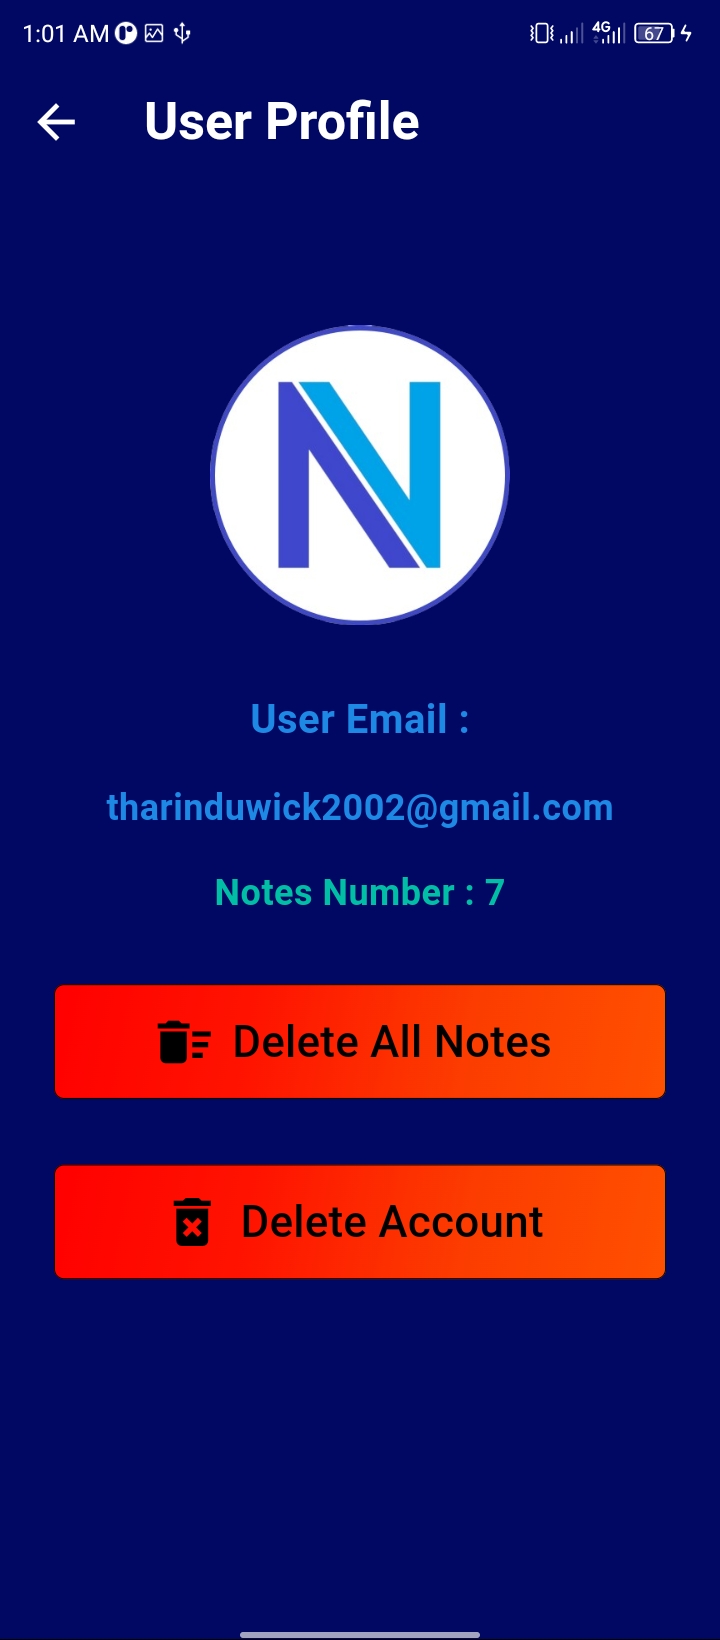 1:01 AM
4G
67
User Profile
N
User Email :
tharinduwick2002@gmail.com
Notes Number : 7
Delete All Notes
Delete Account